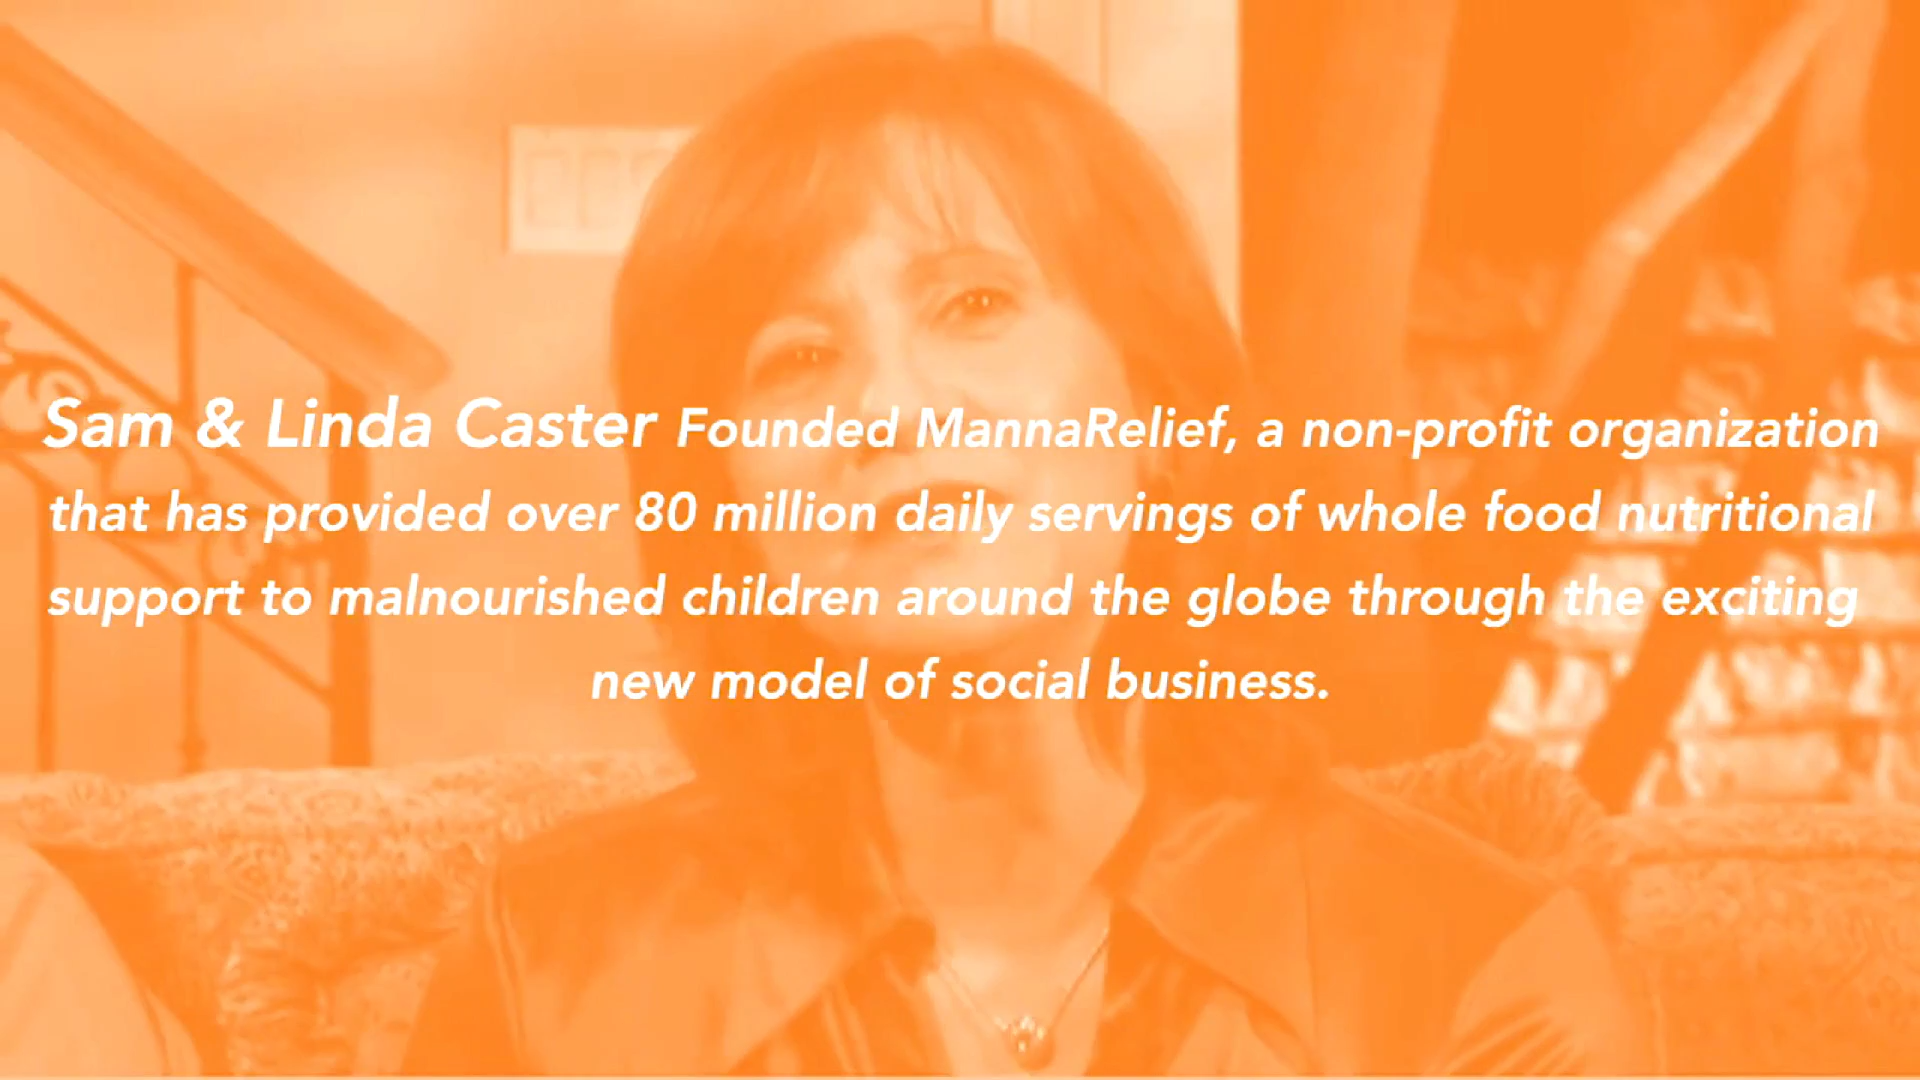 Sam & Linda Caster Founded MannaRelief, a non-profit organization
that has provided over 80 million daily servings of whole food nutritional
support to malnourished children around the globe through the exciting
new model of social business.